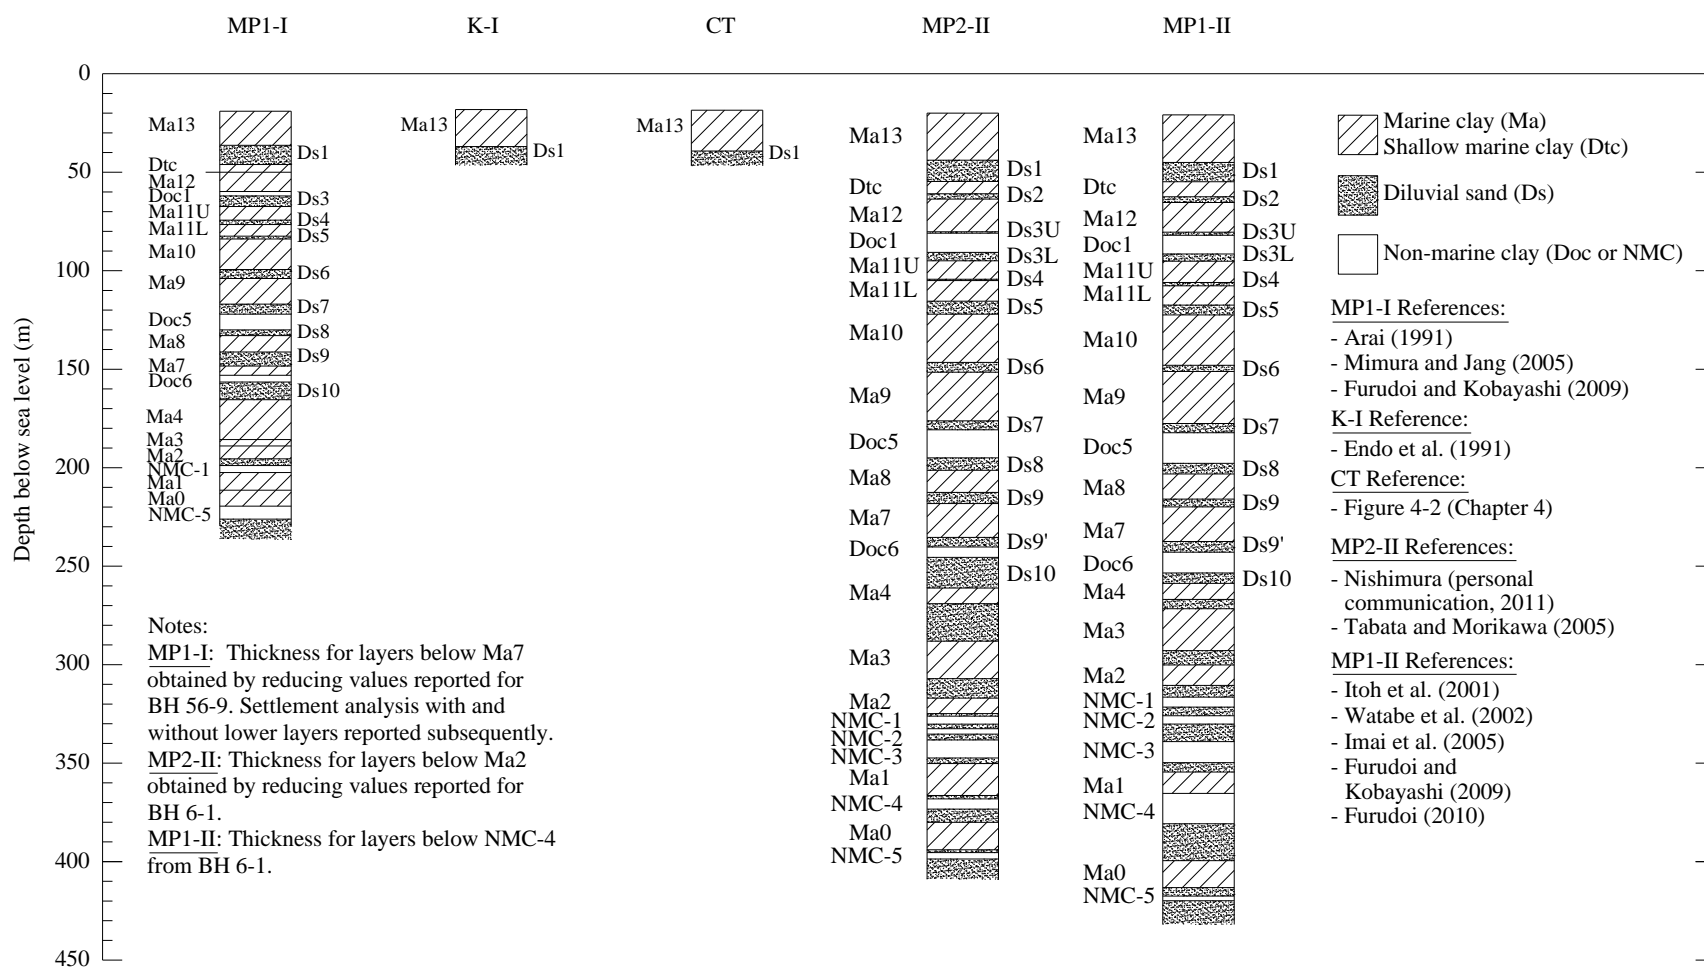 MP1-I K-I CT MP2-II MP1-II
Depth below sea level (m)
0
50
100
150
200
250
300
350
400
450
Ma13
Ds1
Dtc
Ma12
Doc1
Ds3
Ma11U
Ds4
Ma11L
Ds5
Ma10
Ds6
Ma9
Ds7
Doc5
Ds8
Ma8
Ds9
Ma7
Doc6
Ds10
Ma4
Ma3
Ma2
NMC-1
Ma1
Ma0
NMC-5
Ma13
Ds1
Ma13
Ds1
Ma13
Ds1
Dtc
Ds2
Ma12
Ds3U
Doc1
Ds3L
Ma11U
Ds4
Ma11L
Ds5
Ma10
Ds6
Ma9
Ds7
Doc5
Ds8
Ma8
Ds9
Ma7
Ds9'
Doc6
Ds10
Ma4
Ma3
Ma2
NMC-1
NMC-2
NMC-3
Ma1
NMC-4
Ma0
NMC-5
Ma13
Ds1
Dtc
Ds2
Ma12
Ds3U
Doc1
Ds3L
Ma11U
Ds4
Ma11L
Ds5
Ma10
Ds6
Ma9
Ds7
Doc5
Ds8
Ma8
Ds9
Ma7
Ds9'
Doc6
Ds10
Ma4
Ma3
Ma2
NMC-1
NMC-2
NMC-3
Ma1
NMC-4
Ma0
NMC-5
Marine clay (Ma)
Shallow marine clay (Dtc)
Diluvial sand (Ds)
Non-marine clay (Doc or NMC)
MP1-I References:
- Arai (1991)
- Mimura and Jang (2005)
- Furudoi and Kobayashi (2009)
K-I Reference:
- Endo et al. (1991)
CT Reference:
- Figure 4-2 (Chapter 4)
MP2-II References:
- Nishimura (personal
communication, 2011)
- Tabata and Morikawa (2005)
MP1-II References:
- Itoh et al. (2001)
- Watabe et al. (2002)
- Imai et al. (2005)
- Furudoi and
Kobayashi (2009)
- Furudoi (2010)
Notes:
MP1-I: Thickness for layers below Ma7
obtained by reducing values reported for
BH 56-9. Settlement analysis with and
without lower layers reported subsequently.
MP2-II: Thickness for layers below Ma2
obtained by reducing values reported for
BH 6-1.
MP1-II: Thickness for layers below NMC-4
from BH 6-1.